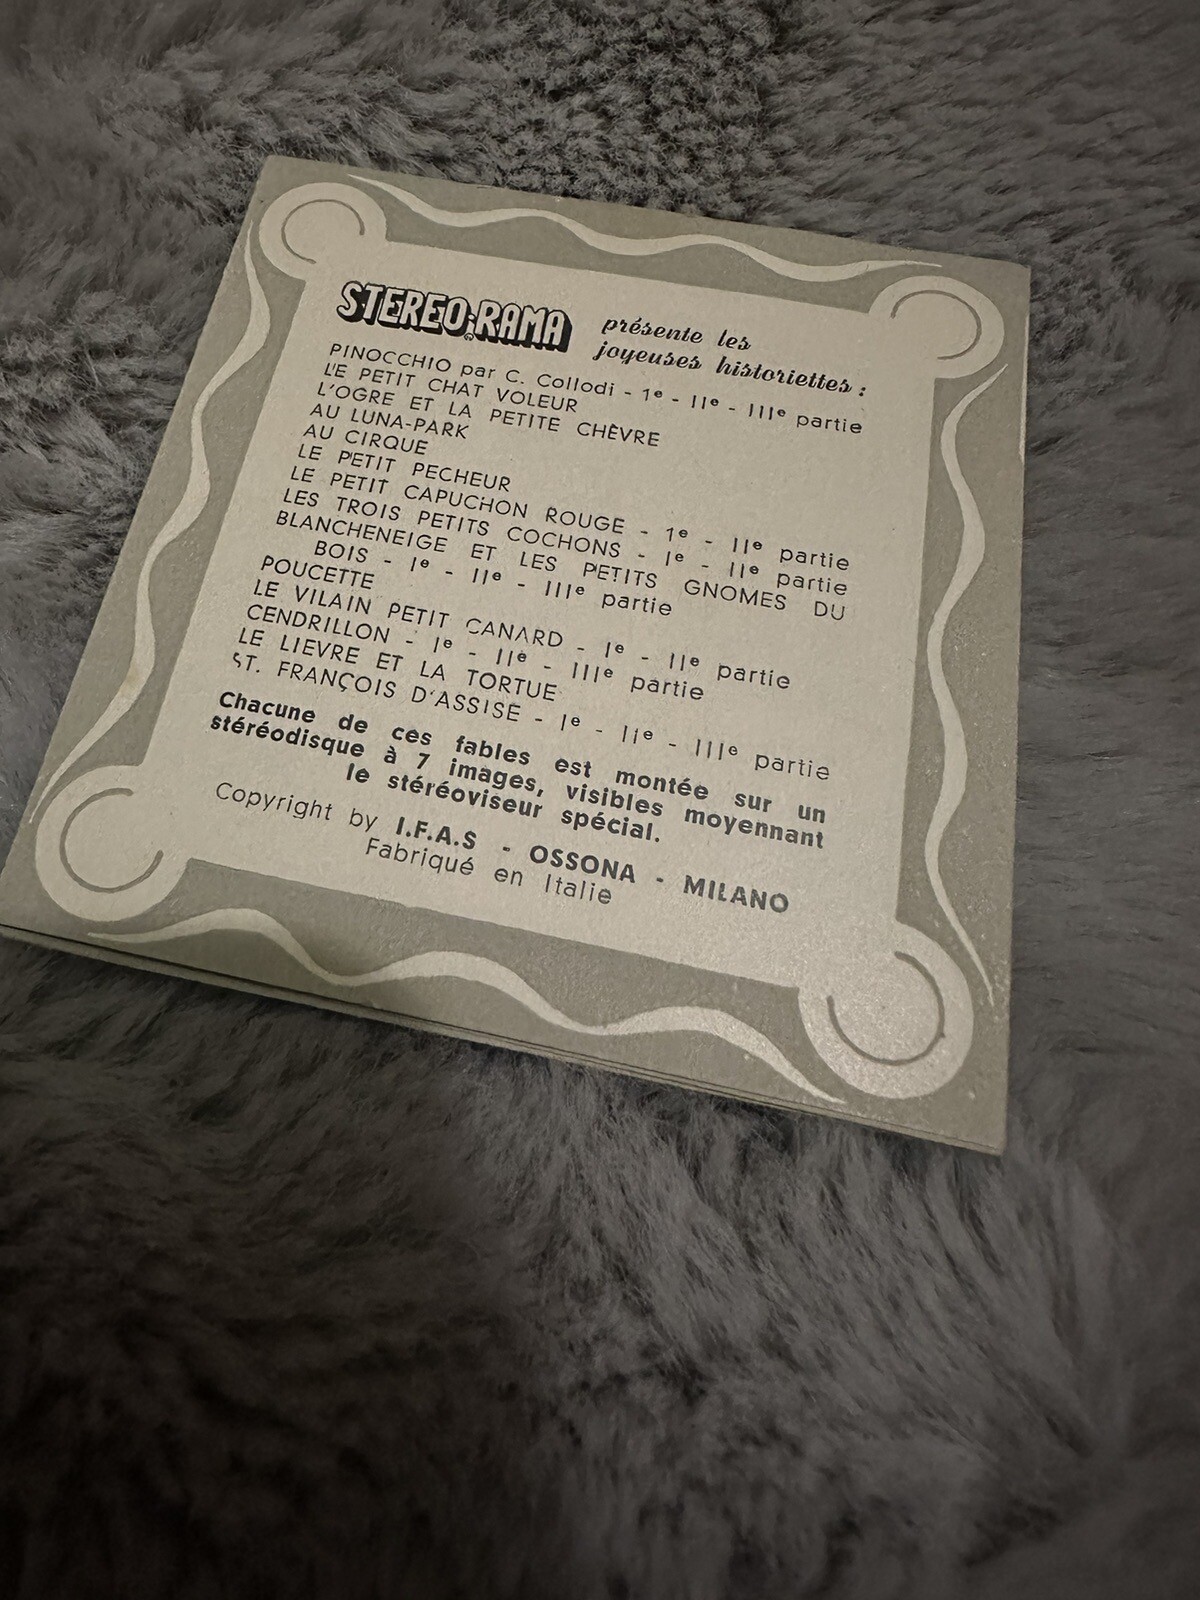 STEREO-RAMA
présente les
joyeuses historiettes :
PINOCCHIO par C. Collodi - 1e - IIe - IIIe partie
LE PETIT CHAT VOLEUR
L'OGRE ET LA PETITE CHÈVRE
AU LUNA-PARK
AU CIRQUE
LE PETIT PECHEUR
LE PETIT CAPUCHON ROUGE - 1e - IIe partie
LES TROIS PETITS COCHONS - Ie - IIe partie
BLANCHENEIGE ET LES PETITS GNOMES DU
BOIS - Ie - IIe - IIIe partie
POUCETTE
LE VILAIN PETIT CANARD - Ie - IIe partie
CENDRILLON - Ie - IIe - IIIe partie
LE LIEVRE ET LA TORTUE
ST. FRANÇOIS D'ASSISE - Ie - IIe - IIIe partie
Chacune de ces fables est montée sur un
stéréodisque à 7 images, visibles moyennant
le stéréoviseur spécial.
Copyright by I.F.A.S - OSSONA - MILANO
Fabriqué en Italie